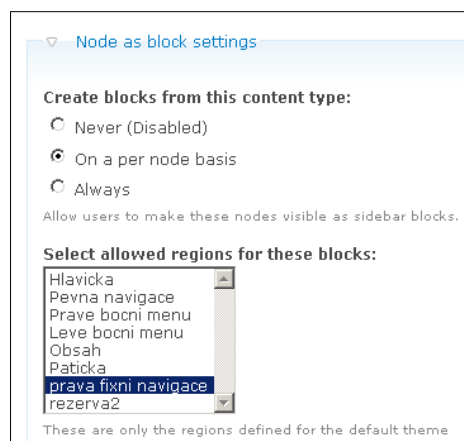 Node as block settings
Create blocks from this content type:
Never (Disabled)
On a per node basis
Always
Allow users to make these nodes visible as sidebar blocks.
Select allowed regions for these blocks:
Hlavicka
Pevna navigace
Prave bocni menu
Leve bocni menu
Obsah
Paticka
prava fixni navigace
rezerva2
These are only the regions defined for the default theme